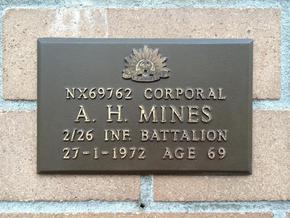 NX69762 CORPORAL
A. H. MINES
2/26 INF. BATTALION
27-1-1972 AGE 69